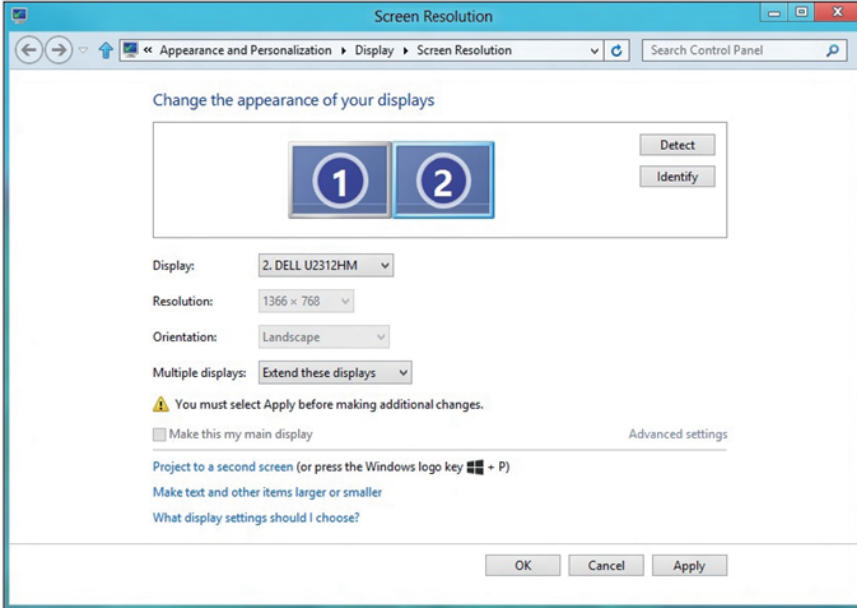 Screen Resolution
« Appearance and Personalization Display Screen Resolution Search Control Panel
Change the appearance of your displays
1 2
Detect
Identify
Display: 2. DELL U2312HM
Resolution: 1366 × 768
Orientation: Landscape
Multiple displays: Extend these displays
You must select Apply before making additional changes.
Make this my main display Advanced settings
Project to a second screen (or press the Windows logo key + P)
Make text and other items larger or smaller
What display settings should I choose?
OK Cancel Apply